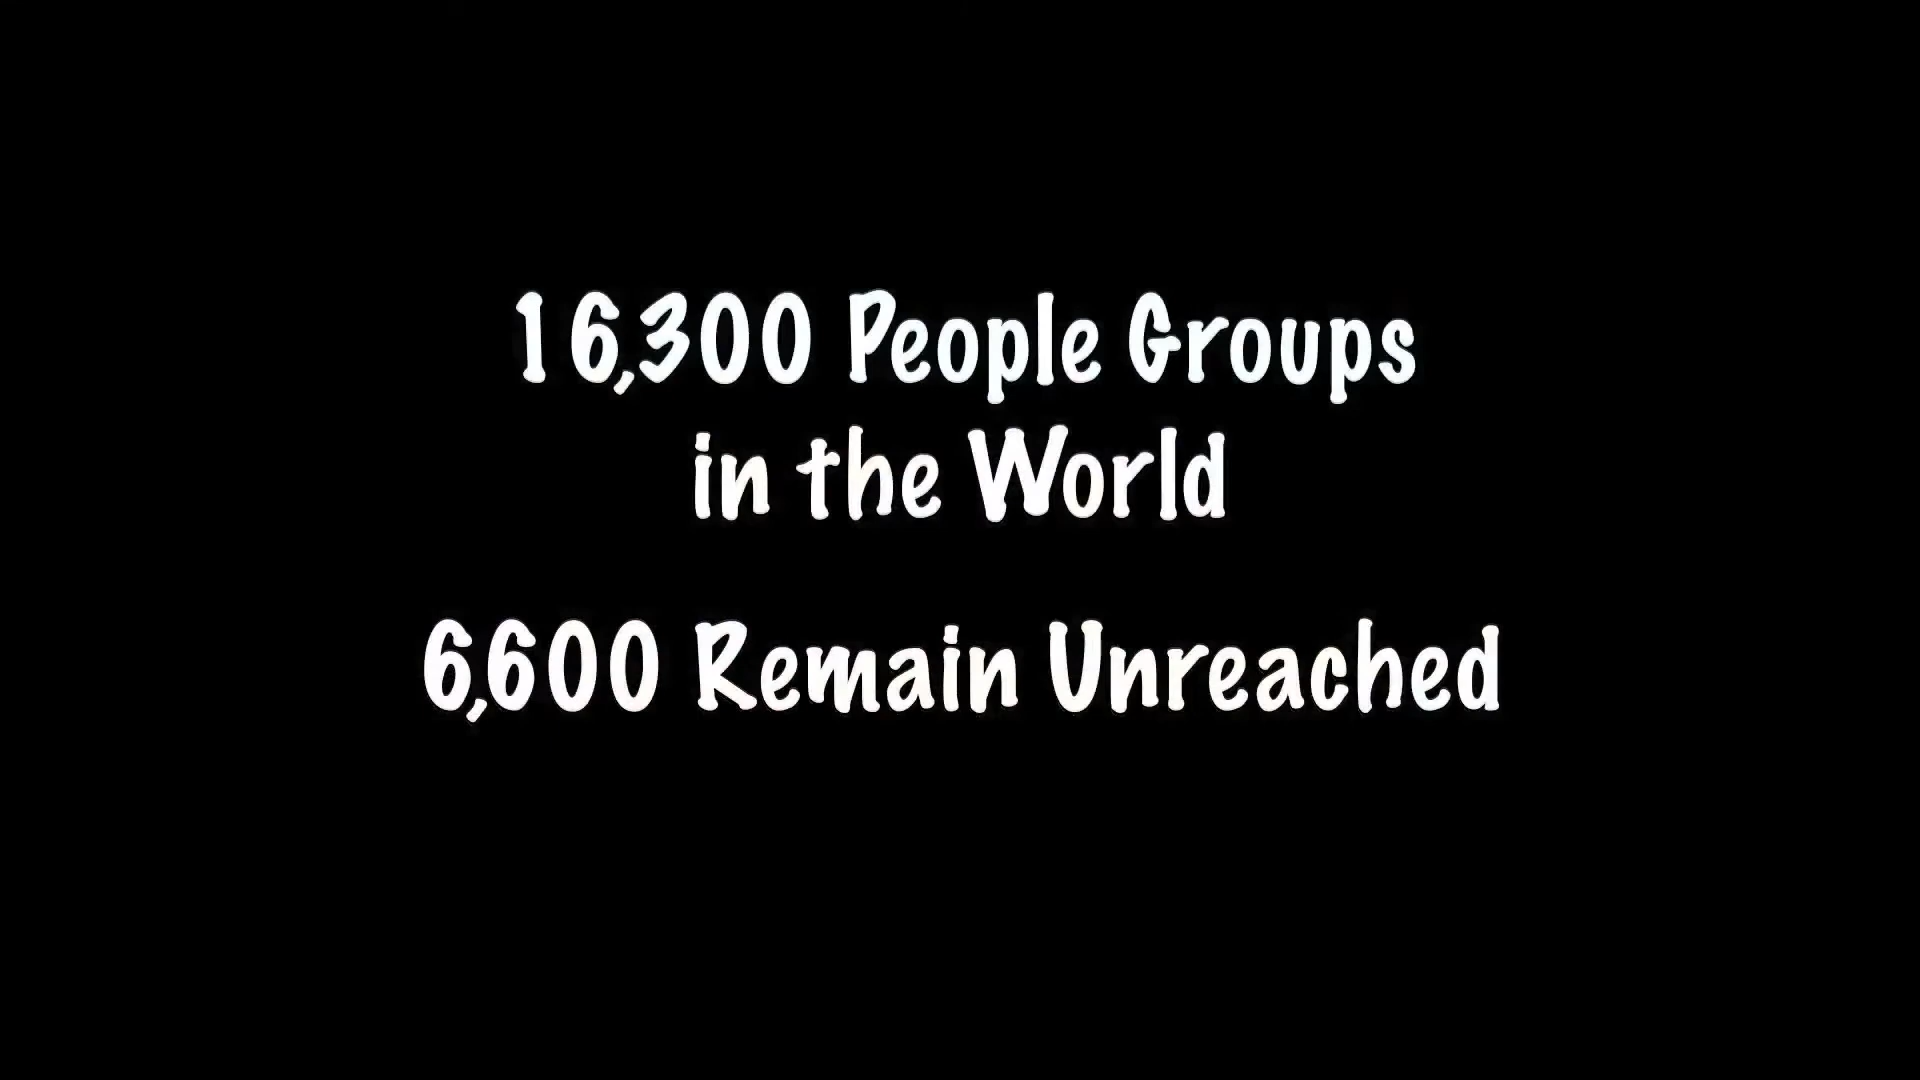 16,300 People Groups
in the World
6,600 Remain Unreached